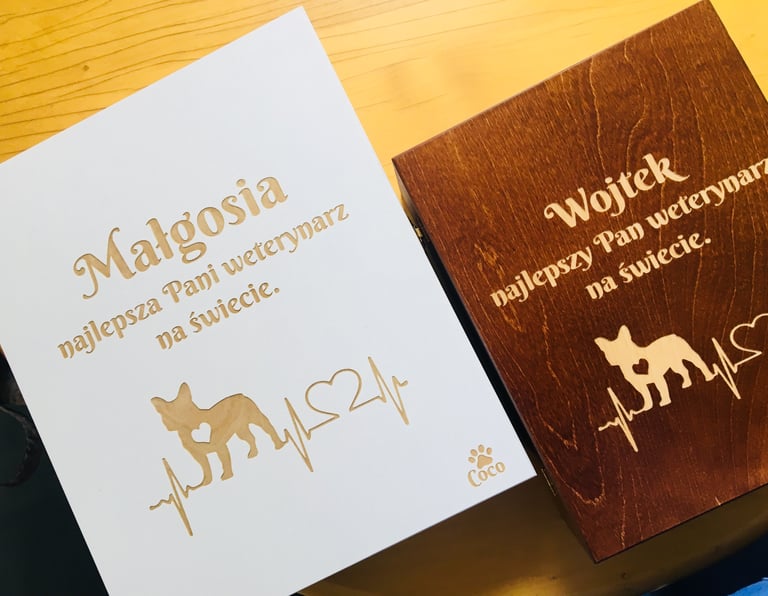 Małgosia
najlepsza Pani weterynarz
na świecie.
Coco
Wojtek
najlepszy Pan weterynarz
na świecie.